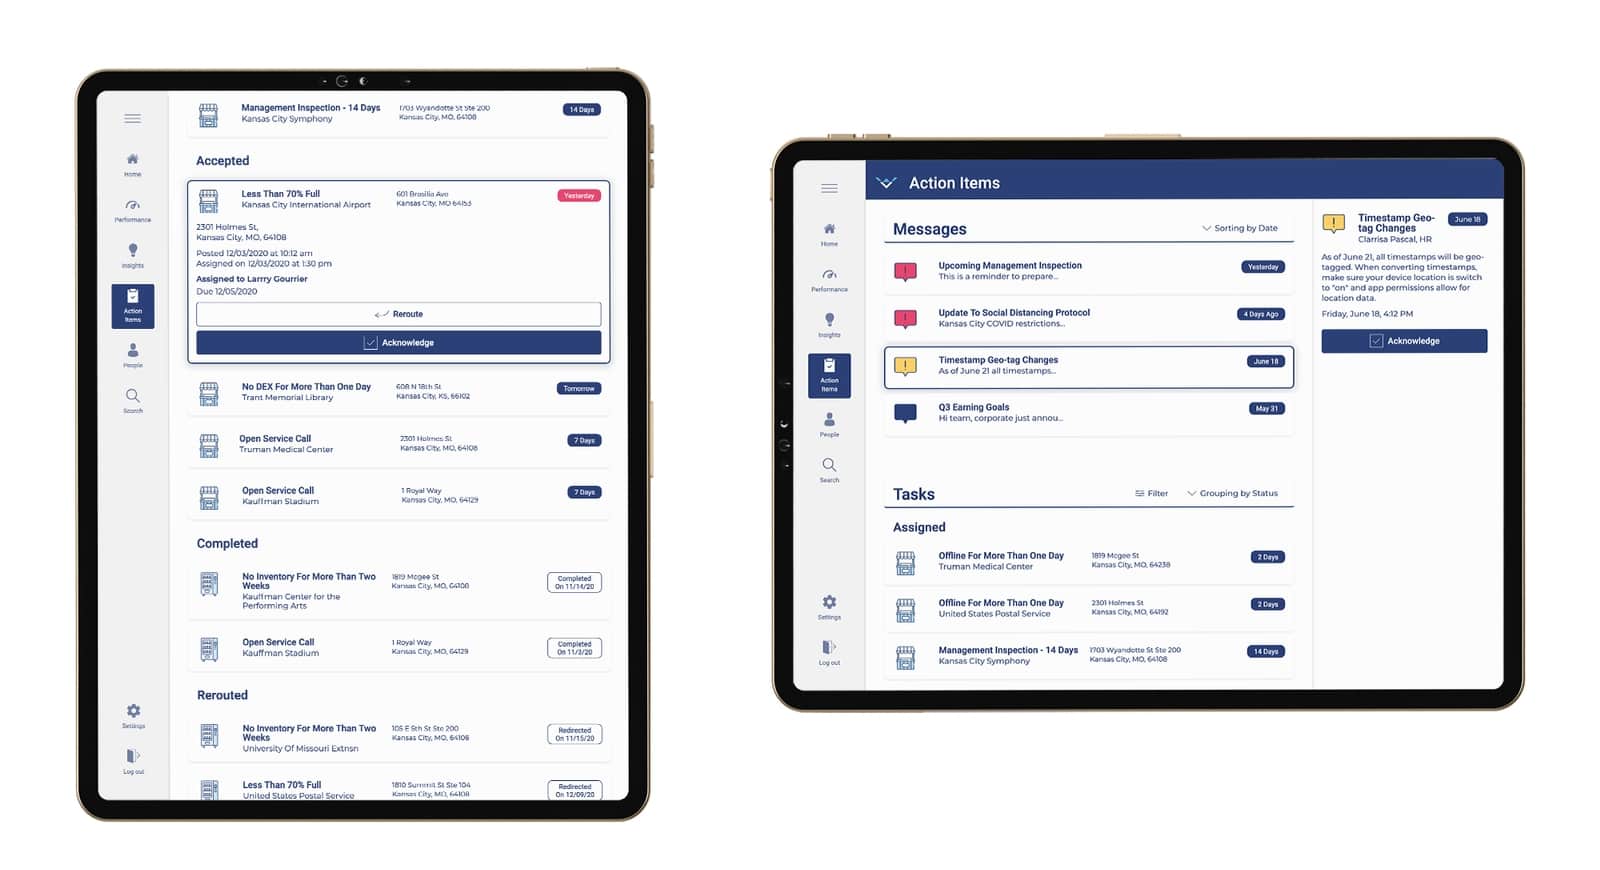 Home
Performance
Insights
Action
Items
People
Search
Settings
Log out
Management Inspection - 14 Days
Kansas City Symphony
1703 Wyandotte St Ste 200
Kansas City, MO, 64108
14 Days
Accepted
Less Than 70% Full
Kansas City International Airport
601 Brasilia Ave
Kansas City, MO 64153
Yesterday
2301 Holmes St,
Kansas City, MO, 64108
Posted 12/03/2020 at 10:12 am
Assigned on 12/03/2020 at 1:30 pm
Assigned to Larrry Gourrier
Due 12/05/2020
Reroute
Acknowledge
No DEX For More Than One Day
Trant Memorial Library
608 N 18th St
Kansas City, KS, 66102
Tomorrow
Open Service Call
Truman Medical Center
2301 Holmes St
Kansas City, MO, 64108
7 Days
Open Service Call
Kauffman Stadium
1 Royal Way
Kansas City, MO, 64129
7 Days
Completed
No Inventory For More Than Two
Weeks
Kauffman Center for the
Performing Arts
1819 Mcgee St
Kansas City, MO, 64108
Completed
On 11/14/20
Open Service Call
Kauffman Stadium
1 Royal Way
Kansas City, MO, 64129
Completed
On 11/3/20
Rerouted
No Inventory For More Than Two
Weeks
University Of Missouri Extnsn
105 E 5th St Ste 200
Kansas City, MO, 64106
Redirected
On 11/15/20
Less Than 70% Full
United States Postal Service
1810 Summit St Ste 104
Kansas City, MO, 64108
Redirected
On 12/09/20
Home
Performance
Insights
Action
Items
People
Search
Settings
Log out
Action Items
Messages
Sorting by Date
Upcoming Management Inspection
This is a reminder to prepare...
Yesterday
Update To Social Distancing Protocol
Kansas City COVID restrictions...
4 Days Ago
Timestamp Geo-tag Changes
As of June 21 all timestamps...
June 18
Q3 Earning Goals
Hi team, corporate just annou...
May 31
Tasks
Filter
Grouping by Status
Assigned
Offline For More Than One Day
Truman Medical Center
1819 Mcgee St
Kansas City, MO, 64238
2 Days
Offline For More Than One Day
United States Postal Service
2301 Holmes St
Kansas City, MO, 64192
2 Days
Management Inspection - 14 Days
Kansas City Symphony
1703 Wyandotte St Ste 200
Kansas City, MO, 64108
14 Days
Timestamp Geo-
tag Changes
Clarrisa Pascal, HR
June 18
As of June 21, all timestamps will be geo-
tagged. When converting timestamps,
make sure your device location is switch
to "on" and app permissions allow for
location data.
Friday, June 18, 4:12 PM
Acknowledge